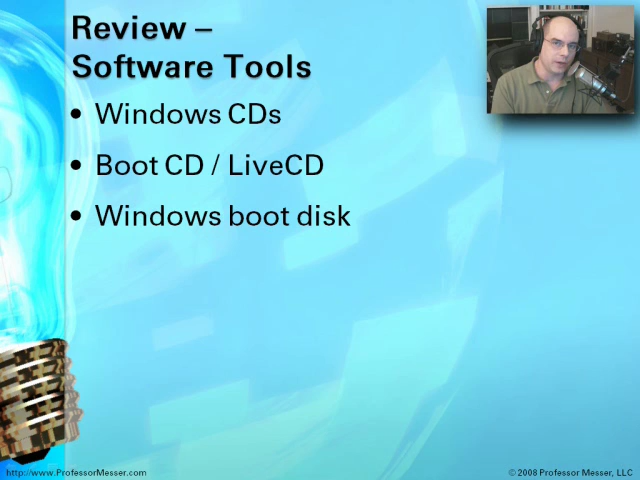 Review –
Software Tools
• Windows CDs
• Boot CD / LiveCD
• Windows boot disk
http://www.ProfessorMesser.com
© 2008 Professor Messer, LLC